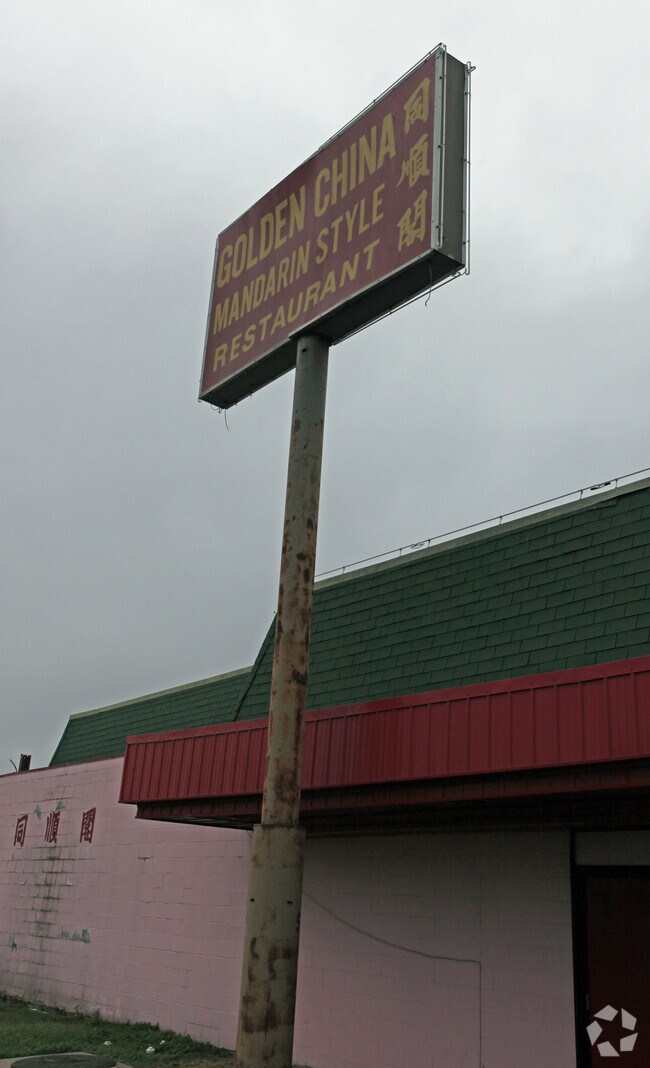 GOLDEN CHINA
MANDARIN STYLE
RESTAURANT
同順閣
同順閣